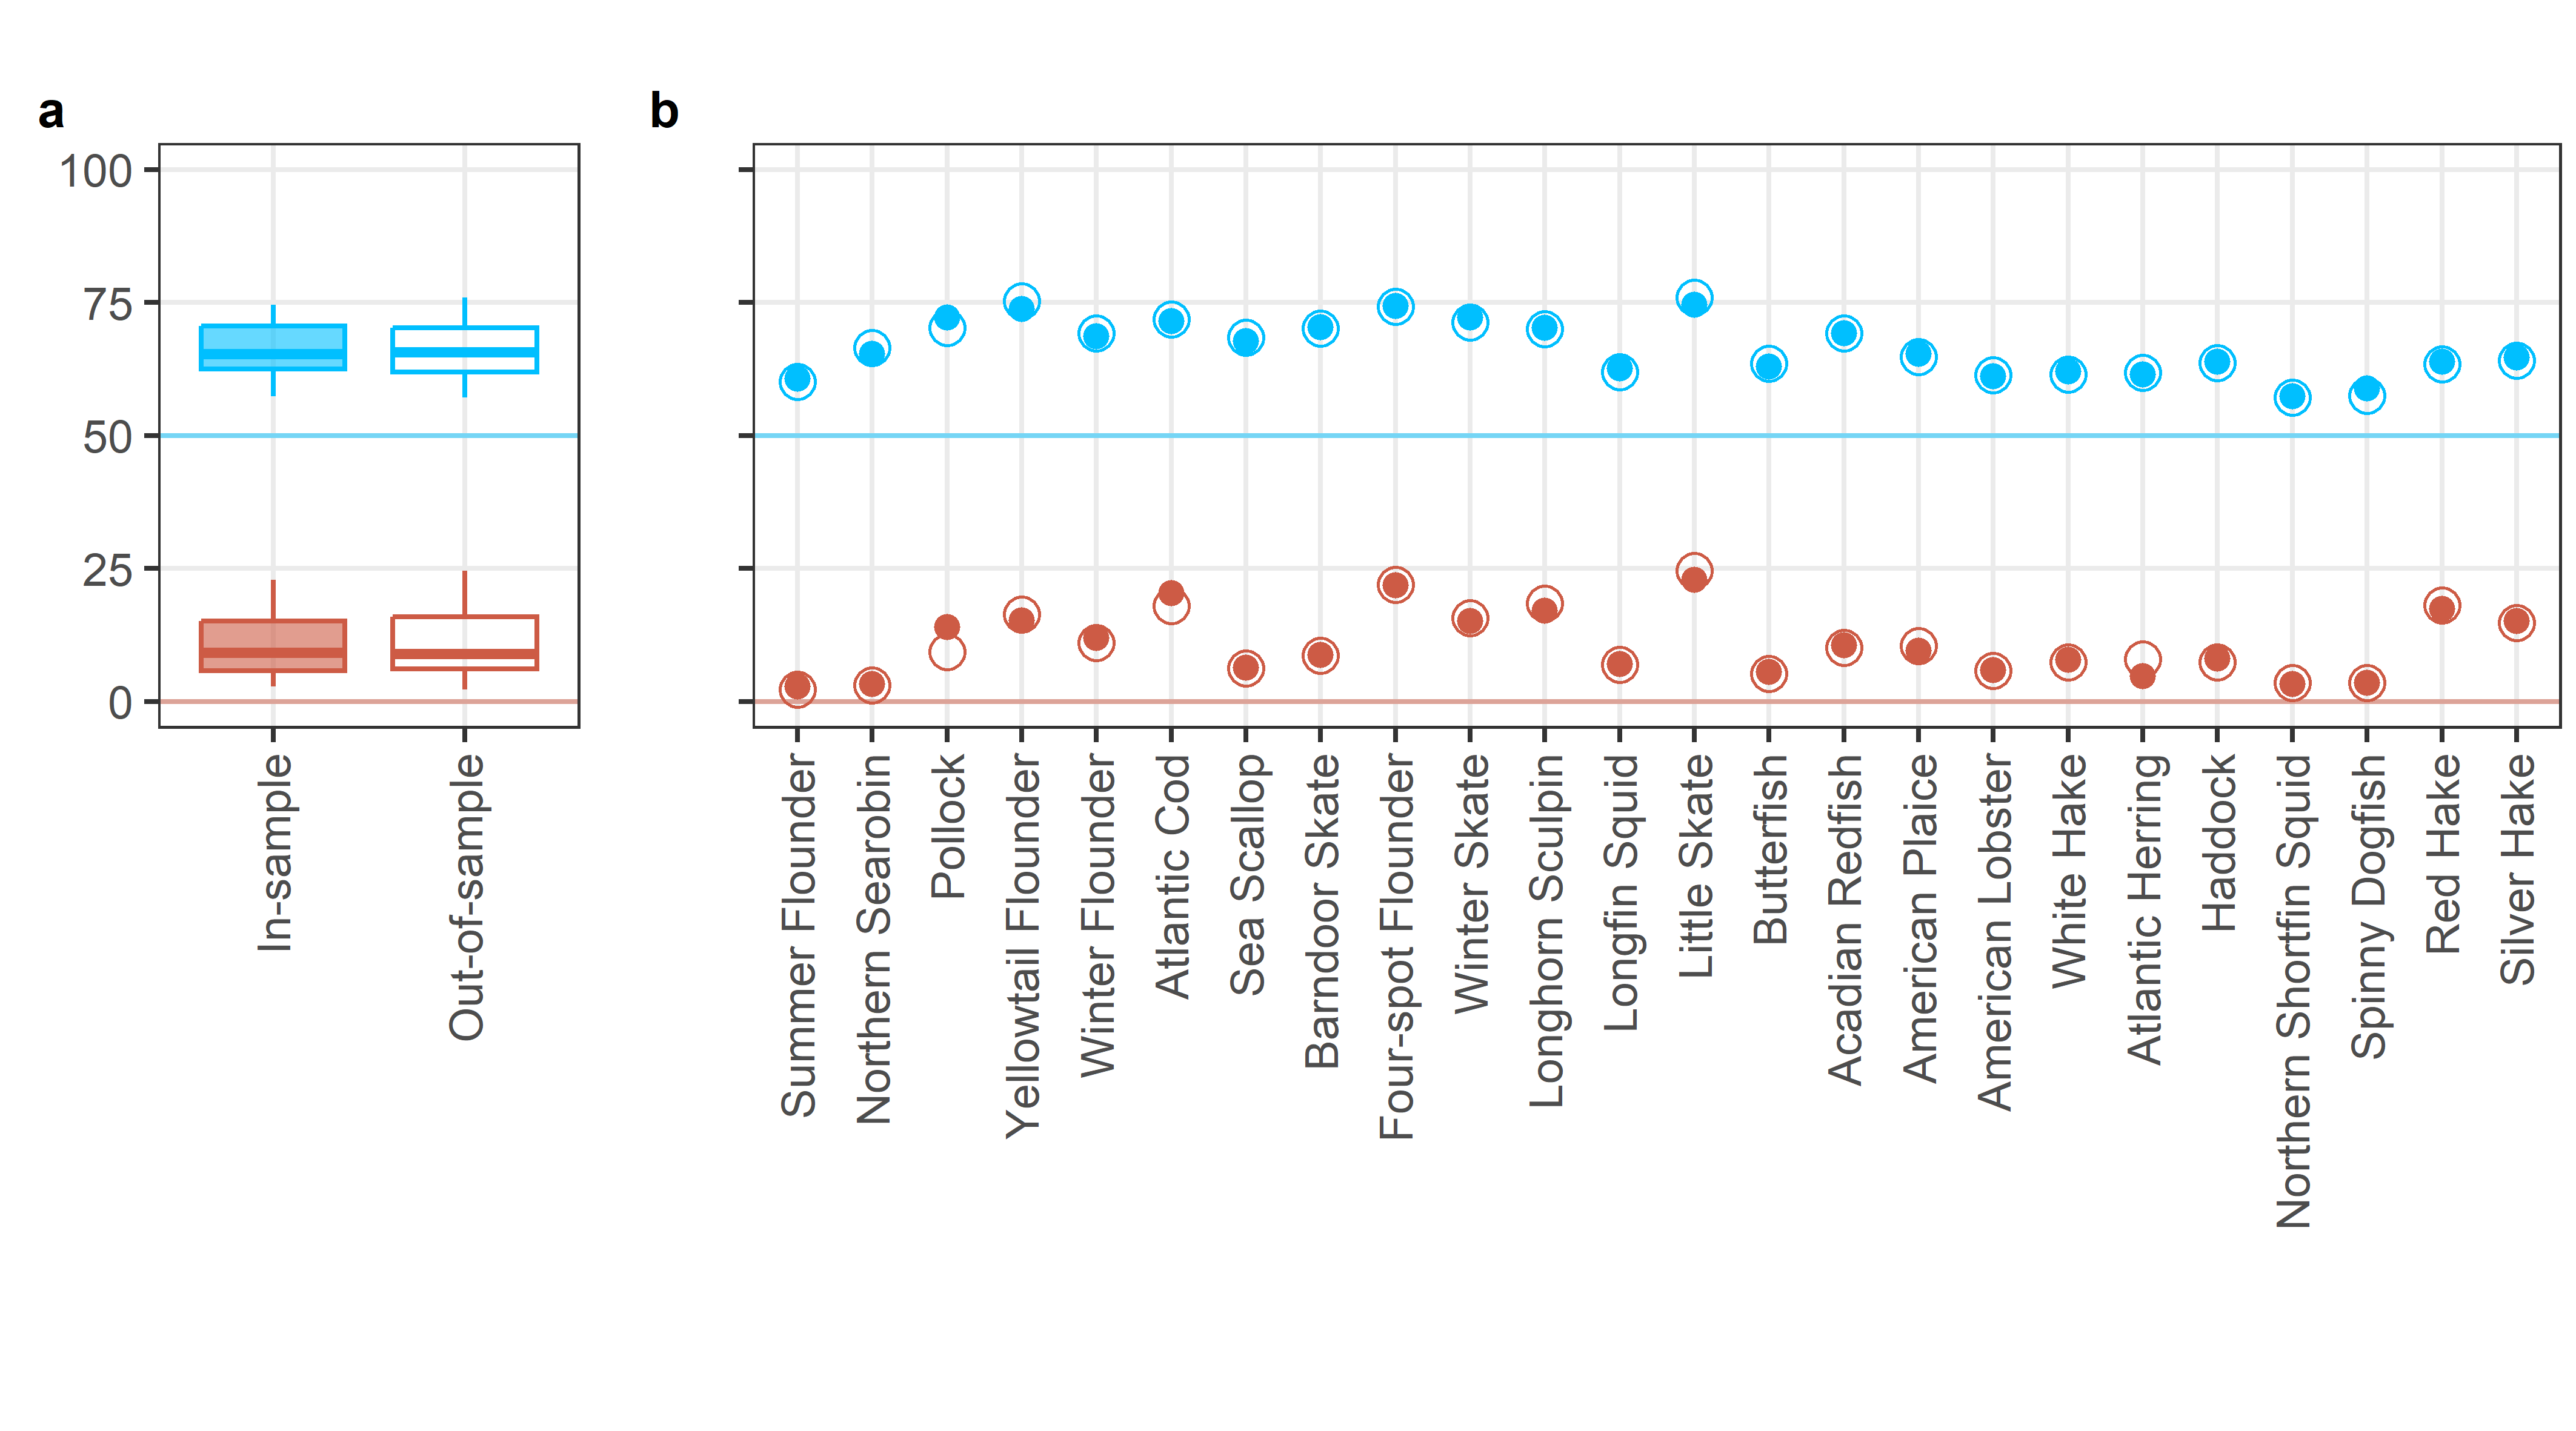 a
b
100
75
50
25
0
In-sample
Out-of-sample
Summer Flounder
Northern Searobin
Pollock
Yellowtail Flounder
Winter Flounder
Atlantic Cod
Sea Scallop
Barndoor Skate
Four-spot Flounder
Winter Skate
Longhorn Sculpin
Longfin Squid
Little Skate
Butterfish
Acadian Redfish
American Plaice
American Lobster
White Hake
Atlantic Herring
Haddock
Northern Shortfin Squid
Spinny Dogfish
Red Hake
Silver Hake